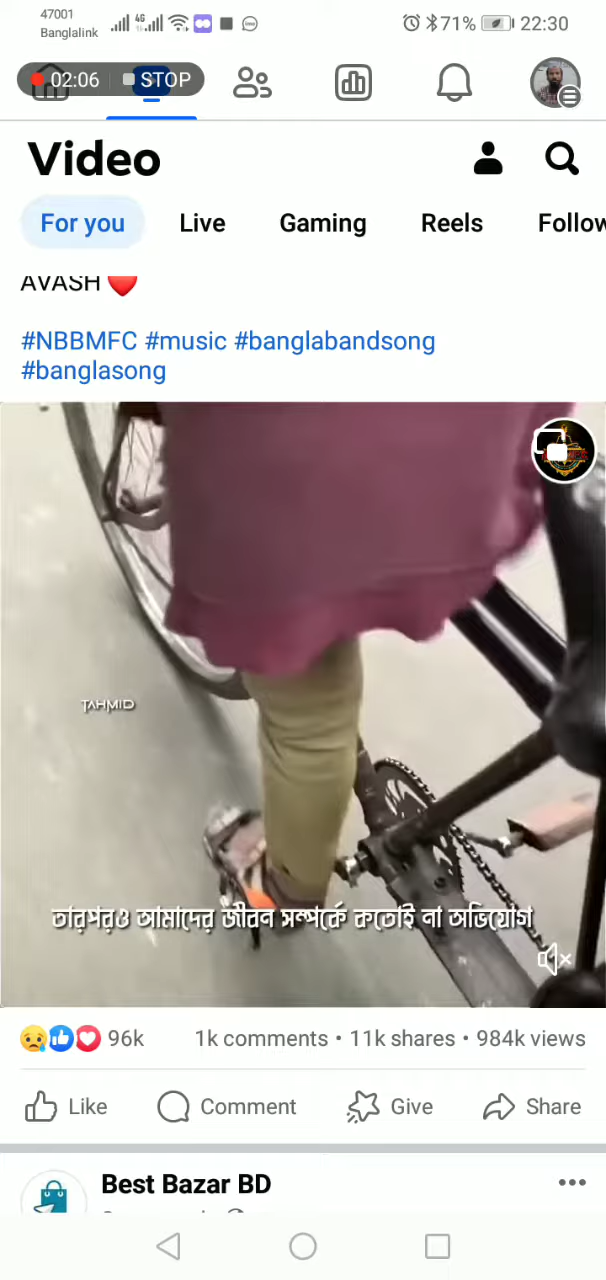 47001
Banglalink
4G
71%
22:30
02:06
STOP
Video
For you
Live
Gaming
Reels
Follow
AVASH
#NBBMFC #music #banglabandsong
#banglasong
TAHMID
তারপরও আমাদের জীবন সম্পর্কে কতোই না অভিযোগ
96k
1k comments • 11k shares • 984k views
Like
Comment
Give
Share
Best Bazar BD